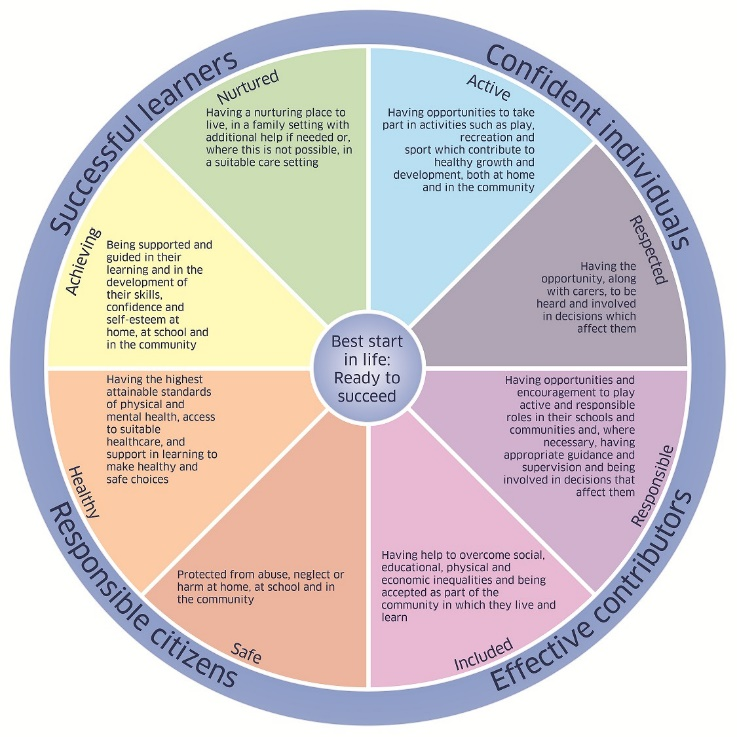 Successful learners
Confident individuals
Nurtured
Having a nurturing place to
live, in a family setting with
additional help if needed or,
where this is not possible, in
a suitable care setting
Active
Having opportunities to take
part in activities such as play,
recreation and
sport which contribute to
healthy growth and
development, both at home
and in the community
Achieving
Being supported and
guided in their
learning and in the
development of
their skills,
confidence and
self-esteem at
home, at school and
in the community
Respected
Having the
opportunity, along
with carers, to be
heard and involved
in decisions which
affect them
Best start
in life:
Ready to
succeed
Healthy
Having the highest
attainable standards
of physical and
mental health, access
to suitable
healthcare, and
support in learning to
make healthy and
safe choices
Responsible
Having opportunities and
encouragement to play
active and responsible
roles in their schools and
communities and, where
necessary, having
appropriate guidance and
supervision and being
involved in decisions that
affect them
Safe
Protected from abuse, neglect or
harm at home, at school and in
the community
Included
Having help to overcome social,
educational, physical and
economic inequalities and being
accepted as part of the
community in which they live and
learn
Responsible citizens
Effective contributors